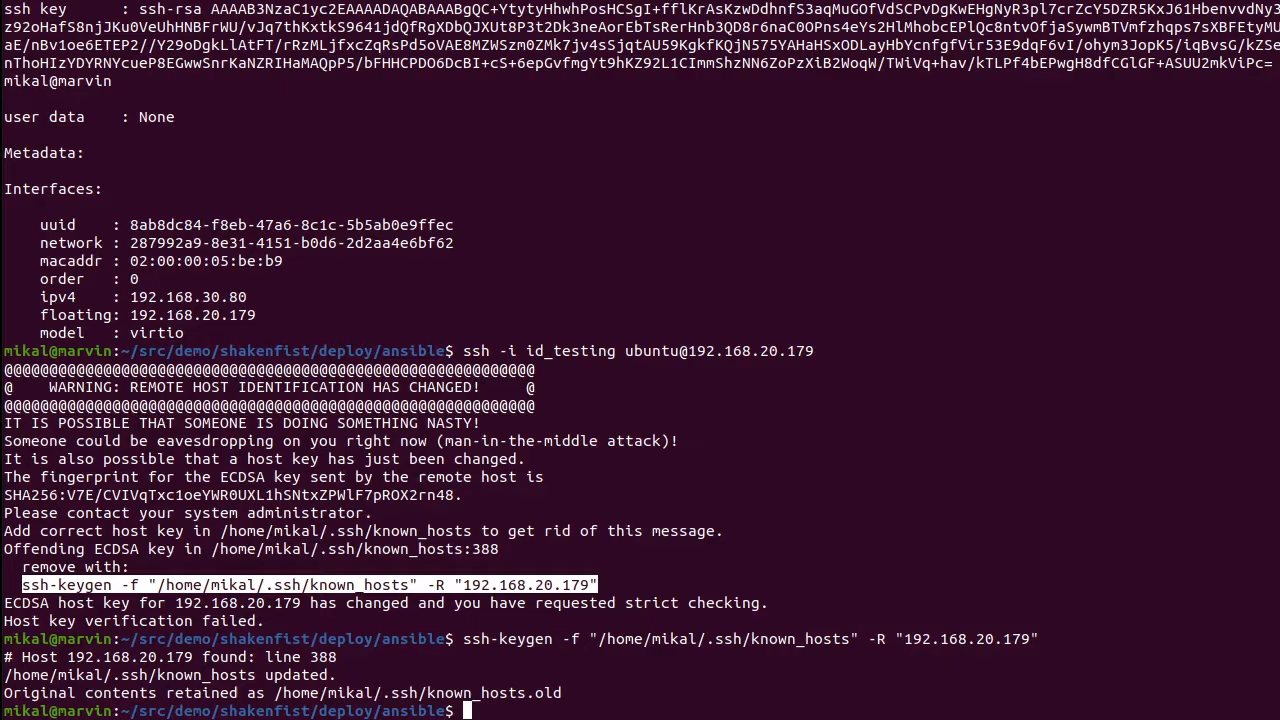 ssh key      : ssh-rsa AAAAB3NzaC1yc2EAAAADAQABAAABgQC+YtytyHhwhPosHCSgI+fflKrAsKzwDdhnfS3aqMuGOfVdSCPvDgKwEHgNyR3pl7crZcY5DZR5KxJ61HbenvvdNy3
z92oHafS8njJKu0VeUhHNBFrWU/vJq7thKxtkS9641jdQfRgXDbQJXUt8P3t2Dk3neAorEbTsRerHnb3QD8r6naC0OPns4eYs2HlMhobcEPlQc8ntvOfjaSywmBTVmfzhqps7sXBFEtyMU
aE/nBv1oe6ETEP2//Y29oDgkLlAtFT/rRzMLjfxcZqRsPd5oVAE8MZWSzm0ZMk7jv4sSjqtAU59KgkfKQjN575YAHaHSxODLayHbYcnfgfVir53E9dqF6vI/ohym3JopK5/iqBvsG/kZSe
nThoHIzYDYRNYcueP8EGwwSnrKaNZRIHaMAQpP5/bFHHCPDO6DcBI+cS+6epGvfmgYt9hKZ92L1CImmShzNN6ZoPzXiB2WoqW/TWiVq+hav/kTLPf4bEPwgH8dfCGlGF+ASUU2mkViPc=
mikal@marvin
user data    : None
Metadata:
Interfaces:
    uuid    : 8ab8dc84-f8eb-47a6-8c1c-5b5ab0e9ffec
    network : 287992a9-8e31-4151-b0d6-2d2aa4e6bf62
    macaddr : 02:00:00:05:be:b9
    order   : 0
    ipv4    : 192.168.30.80
    floating: 192.168.20.179
    model   : virtio
mikal@marvin:~/src/demo/shakenfist/deploy/ansible$ ssh -i id_testing ubuntu@192.168.20.179
@@@@@@@@@@@@@@@@@@@@@@@@@@@@@@@@@@@@@@@@@@@@@@@@@@@@@@@@@@@
@    WARNING: REMOTE HOST IDENTIFICATION HAS CHANGED!     @
@@@@@@@@@@@@@@@@@@@@@@@@@@@@@@@@@@@@@@@@@@@@@@@@@@@@@@@@@@@
IT IS POSSIBLE THAT SOMEONE IS DOING SOMETHING NASTY!
Someone could be eavesdropping on you right now (man-in-the-middle attack)!
It is also possible that a host key has just been changed.
The fingerprint for the ECDSA key sent by the remote host is
SHA256:V7E/CVIVqTxc1oeYWR0UXL1hSNtxZPWlF7pROX2rn48.
Please contact your system administrator.
Add correct host key in /home/mikal/.ssh/known_hosts to get rid of this message.
Offending ECDSA key in /home/mikal/.ssh/known_hosts:388
  remove with:
  ssh-keygen -f "/home/mikal/.ssh/known_hosts" -R "192.168.20.179"
ECDSA host key for 192.168.20.179 has changed and you have requested strict checking.
Host key verification failed.
mikal@marvin:~/src/demo/shakenfist/deploy/ansible$ ssh-keygen -f "/home/mikal/.ssh/known_hosts" -R "192.168.20.179"
# Host 192.168.20.179 found: line 388
/home/mikal/.ssh/known_hosts updated.
Original contents retained as /home/mikal/.ssh/known_hosts.old
mikal@marvin:~/src/demo/shakenfist/deploy/ansible$